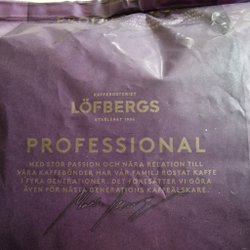 KAFFEROSTERIET
LÖFBERGS
ETABLERAT 1906
PROFESSIONAL
MED STOR PASSION OCH NÄRA RELATION TILL
VÅRA KAFFEBÖNDER HAR VÅR FAMILJ ROSTAT KAFFE
I FYRA GENERATIONER. DET FORTSÄTTER VI GÖRA
ÄVEN FÖR NÄSTA GENERATIONS KAFFEÄLSKARE.